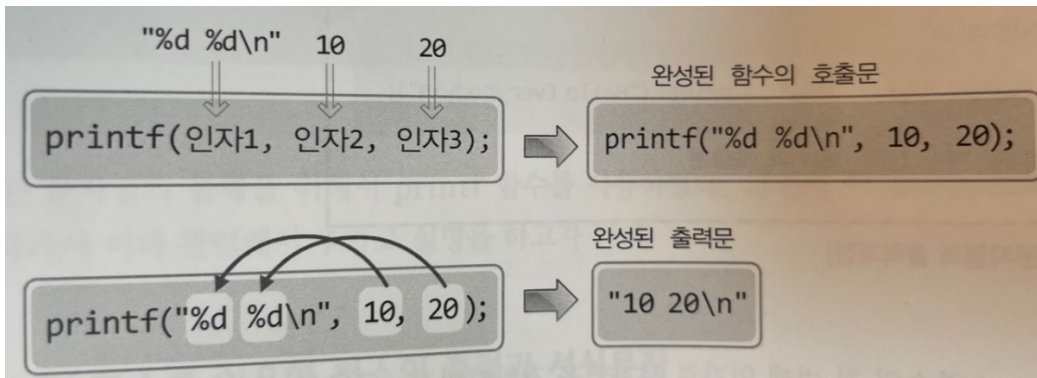 "%d %d\n" 10 20
printf(인자1, 인자2, 인자3);
완성된 함수의 호출문
printf("%d %d\n", 10, 20);
printf("%d %d\n", 10, 20);
완성된 출력문
"10 20\n"